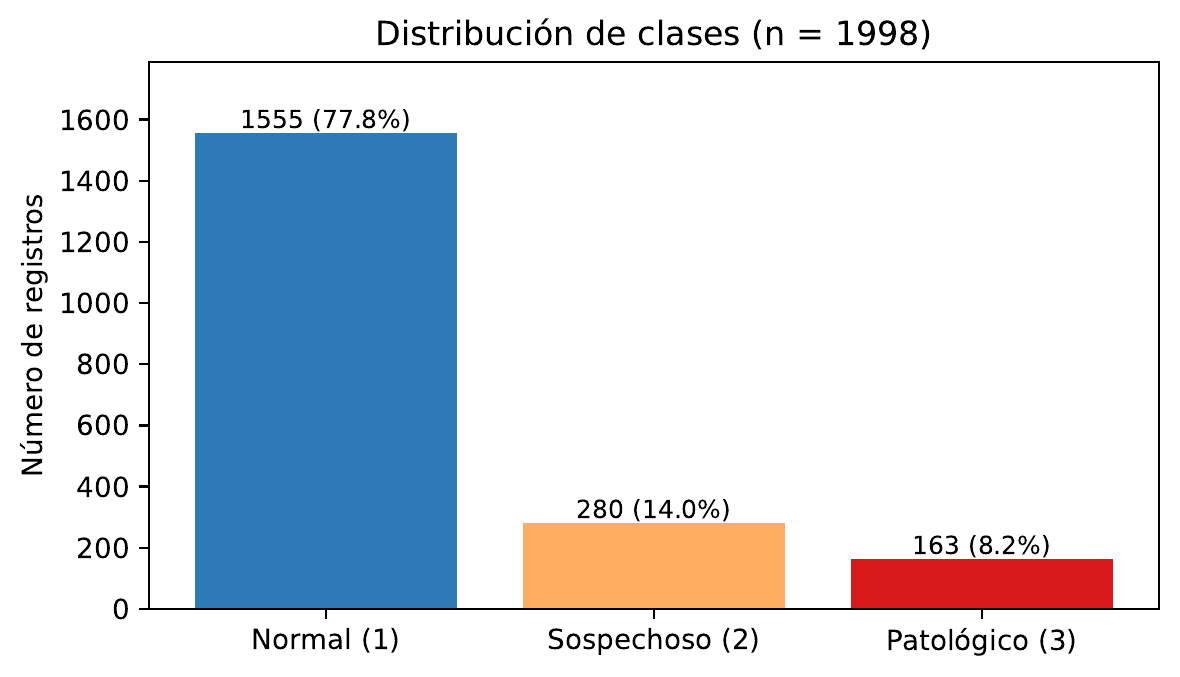 Distribución de clases (n = 1998)
Número de registros
1600
1400
1200
1000
800
600
400
200
0
1555 (77.8%)
280 (14.0%)
163 (8.2%)
Normal (1)
Sospechoso (2)
Patológico (3)